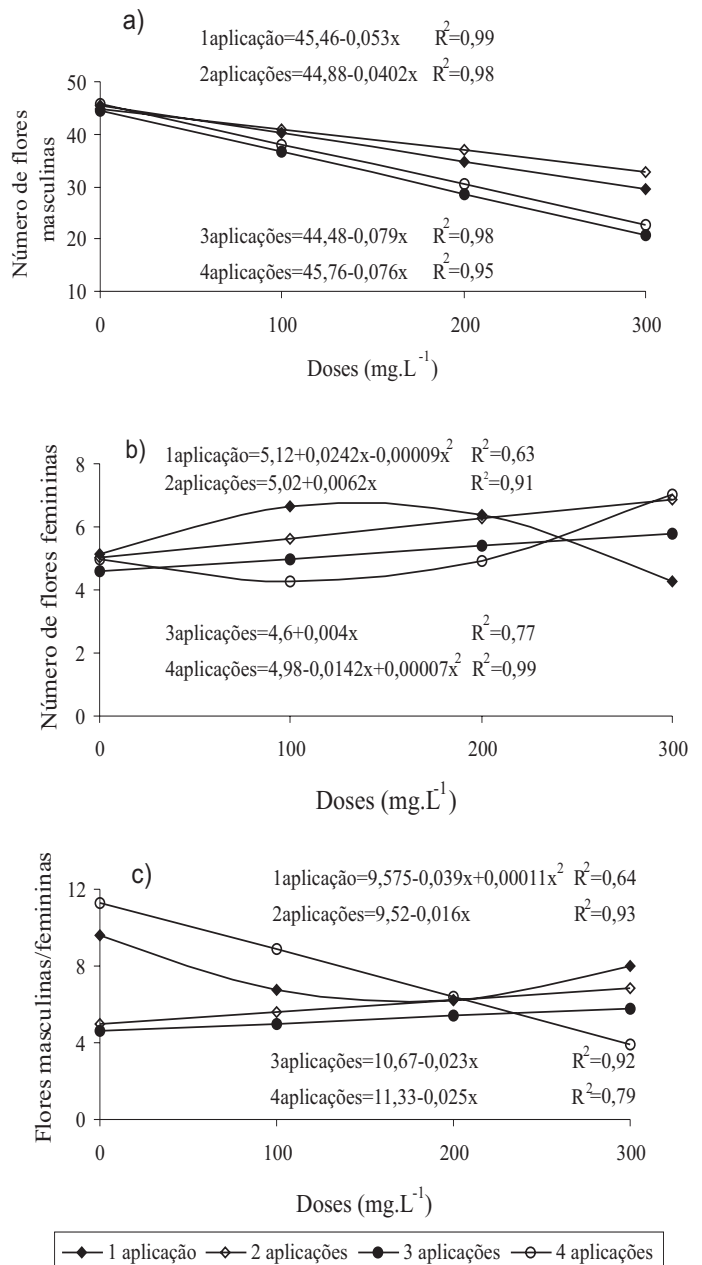 a)
1aplicação=45,46-0,053x R²=0,99
2aplicações=44,88-0,0402x R²=0,98
Número de flores masculinas
50
40
30
20
10
3aplicações=44,48-0,079x R²=0,98
4aplicações=45,76-0,076x R²=0,95
0 100 200 300
Doses (mg.L⁻¹)
b)
1aplicação=5,12+0,0242x-0,00009x² R²=0,63
2aplicações=5,02+0,0062x R²=0,91
Número de flores femininas
8
6
4
2
0
3aplicações=4,6+0,004x R²=0,77
4aplicações=4,98-0,0142x+0,00007x² R²=0,99
0 100 200 300
Doses (mg.L⁻¹)
c)
1aplicação=9,575-0,039x+0,00011x² R²=0,64
2aplicações=9,52-0,016x R²=0,93
Flores masculinas/femininas
12
8
4
0
3aplicações=10,67-0,023x R²=0,92
4aplicações=11,33-0,025x R²=0,79
0 100 200 300
Doses (mg.L⁻¹)
1 aplicação 2 aplicações 3 aplicações 4 aplicações